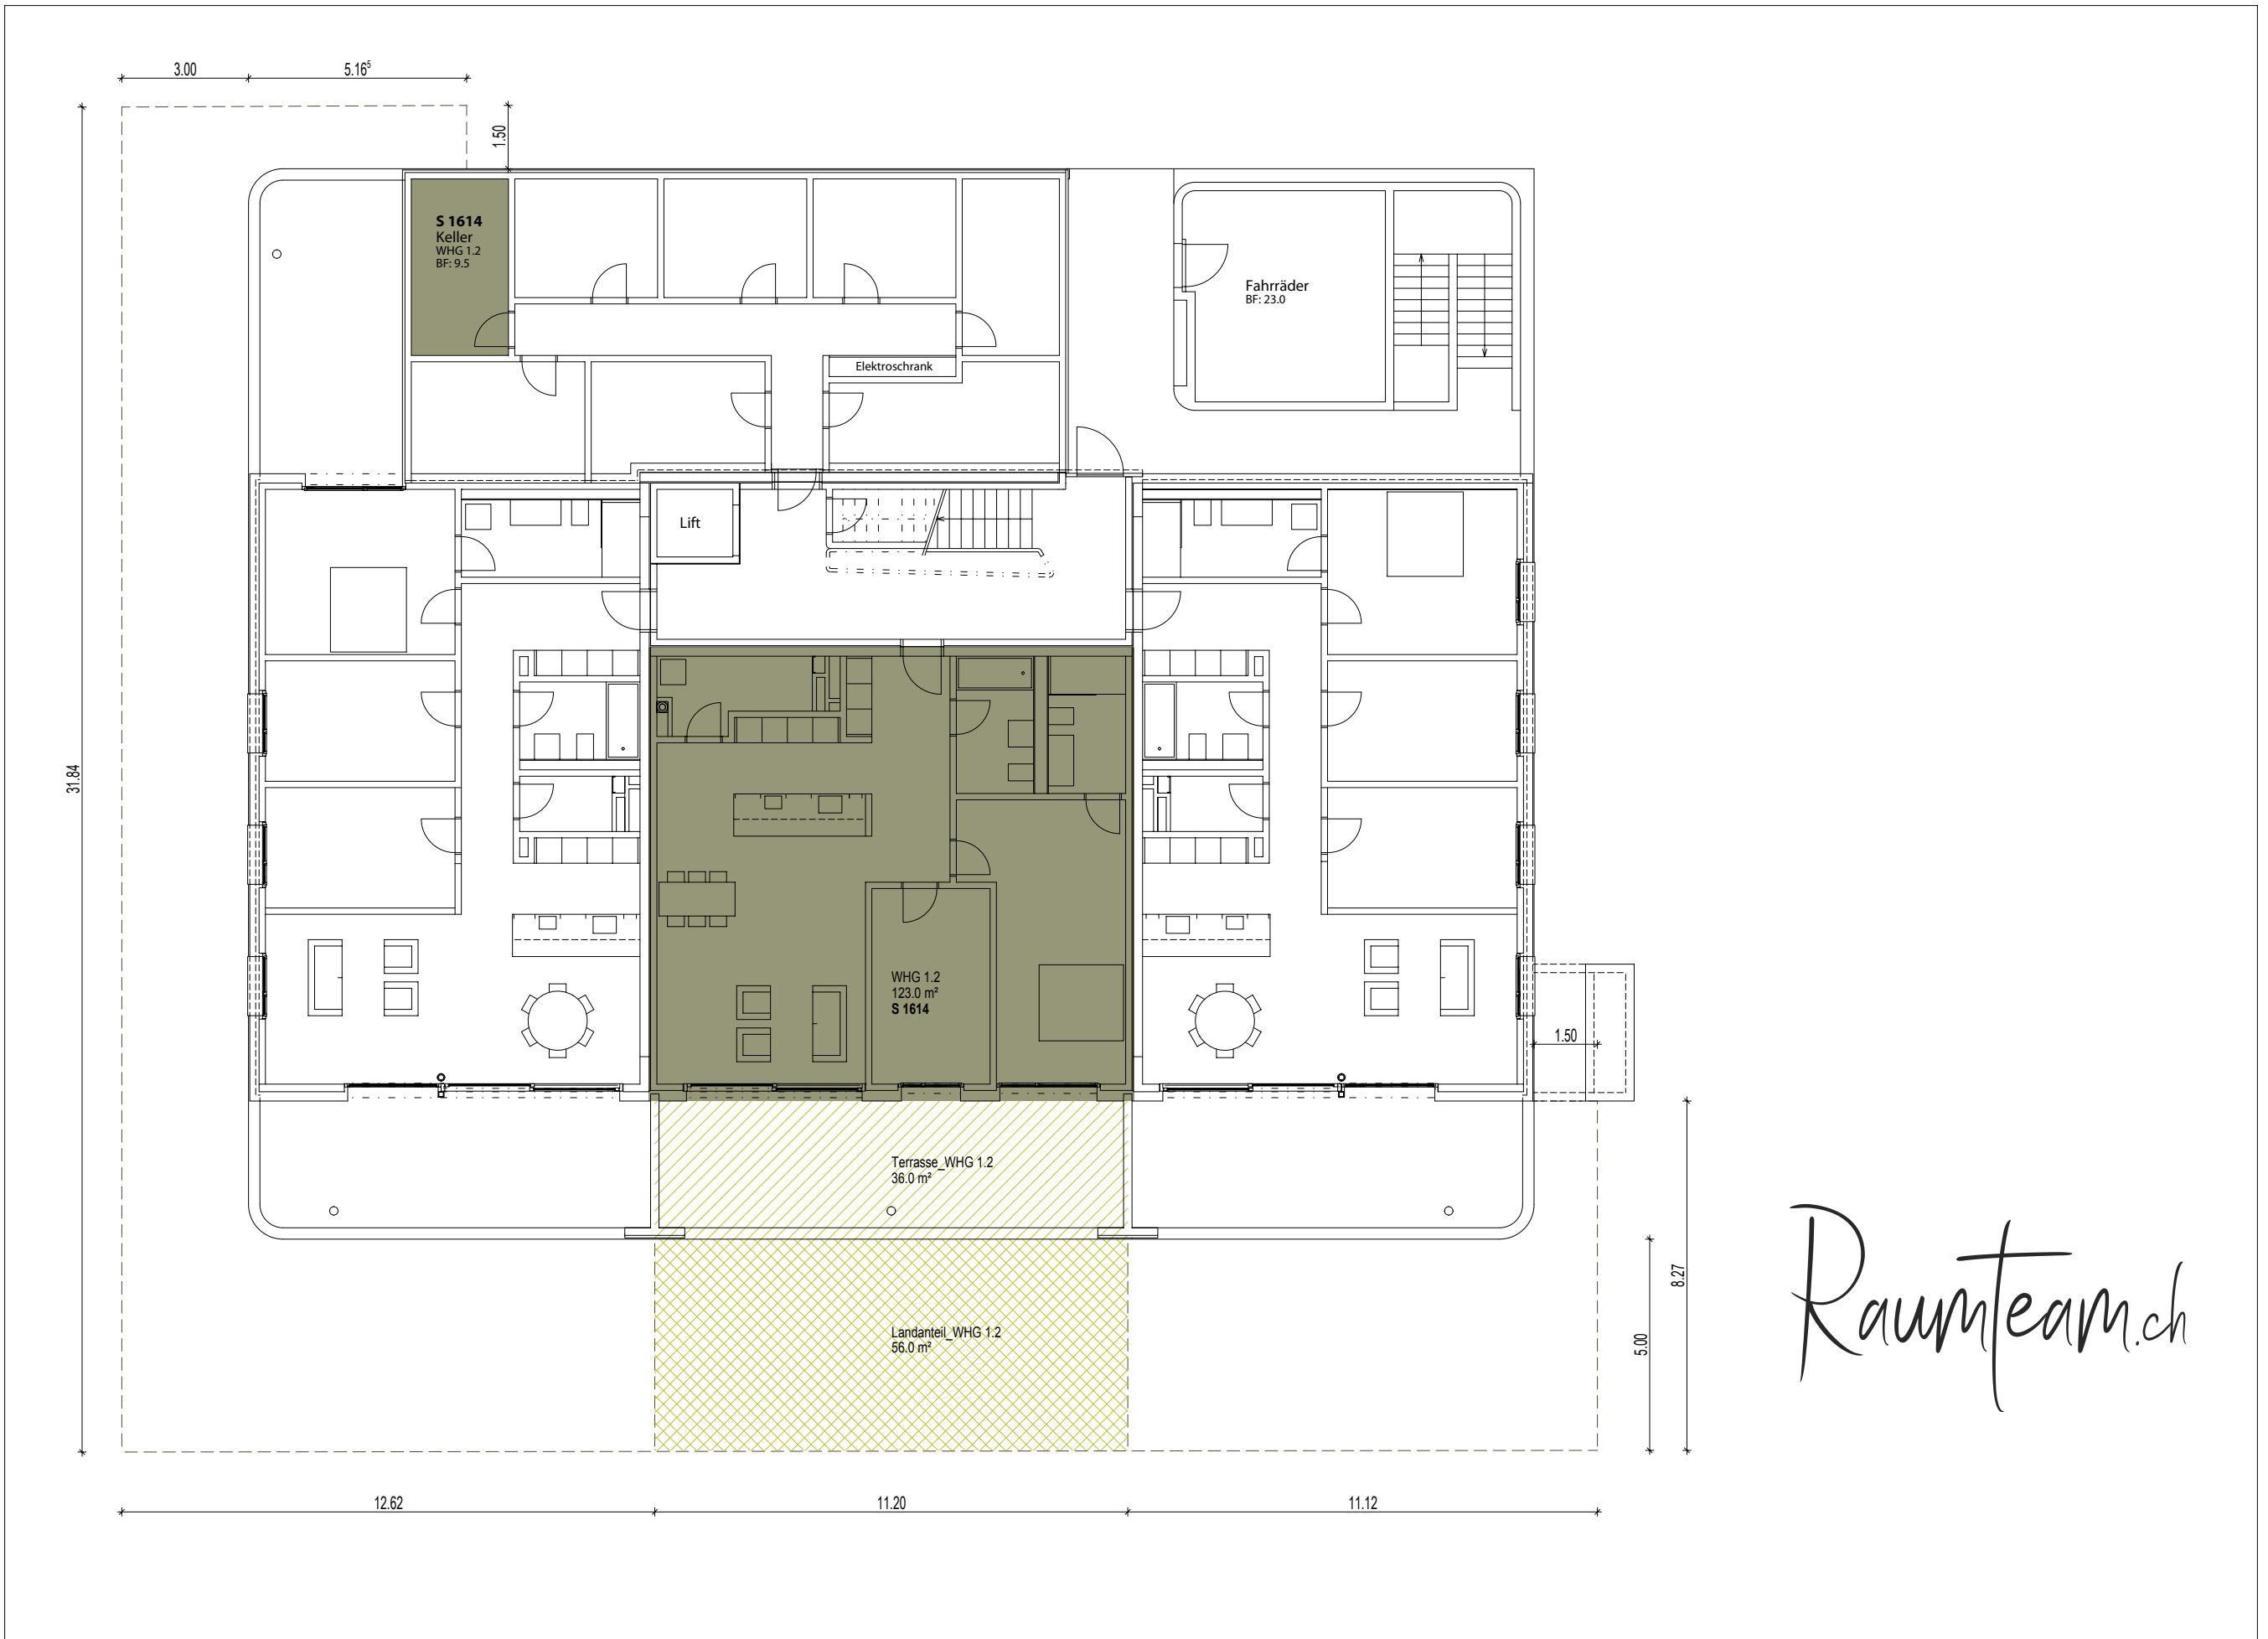 3.00
5.16⁵
1.50
S 1614
Keller
WHG 1.2
BF: 9.5
Fahrräder
BF: 23.0
Elektroschrank
Lift
31.84
WHG 1.2
123.0 m²
S 1614
1.50
Terrasse_WHG 1.2
36.0 m²
8.27
Landanteil_WHG 1.2
56.0 m²
5.00
Raumteam.ch
12.62
11.20
11.12